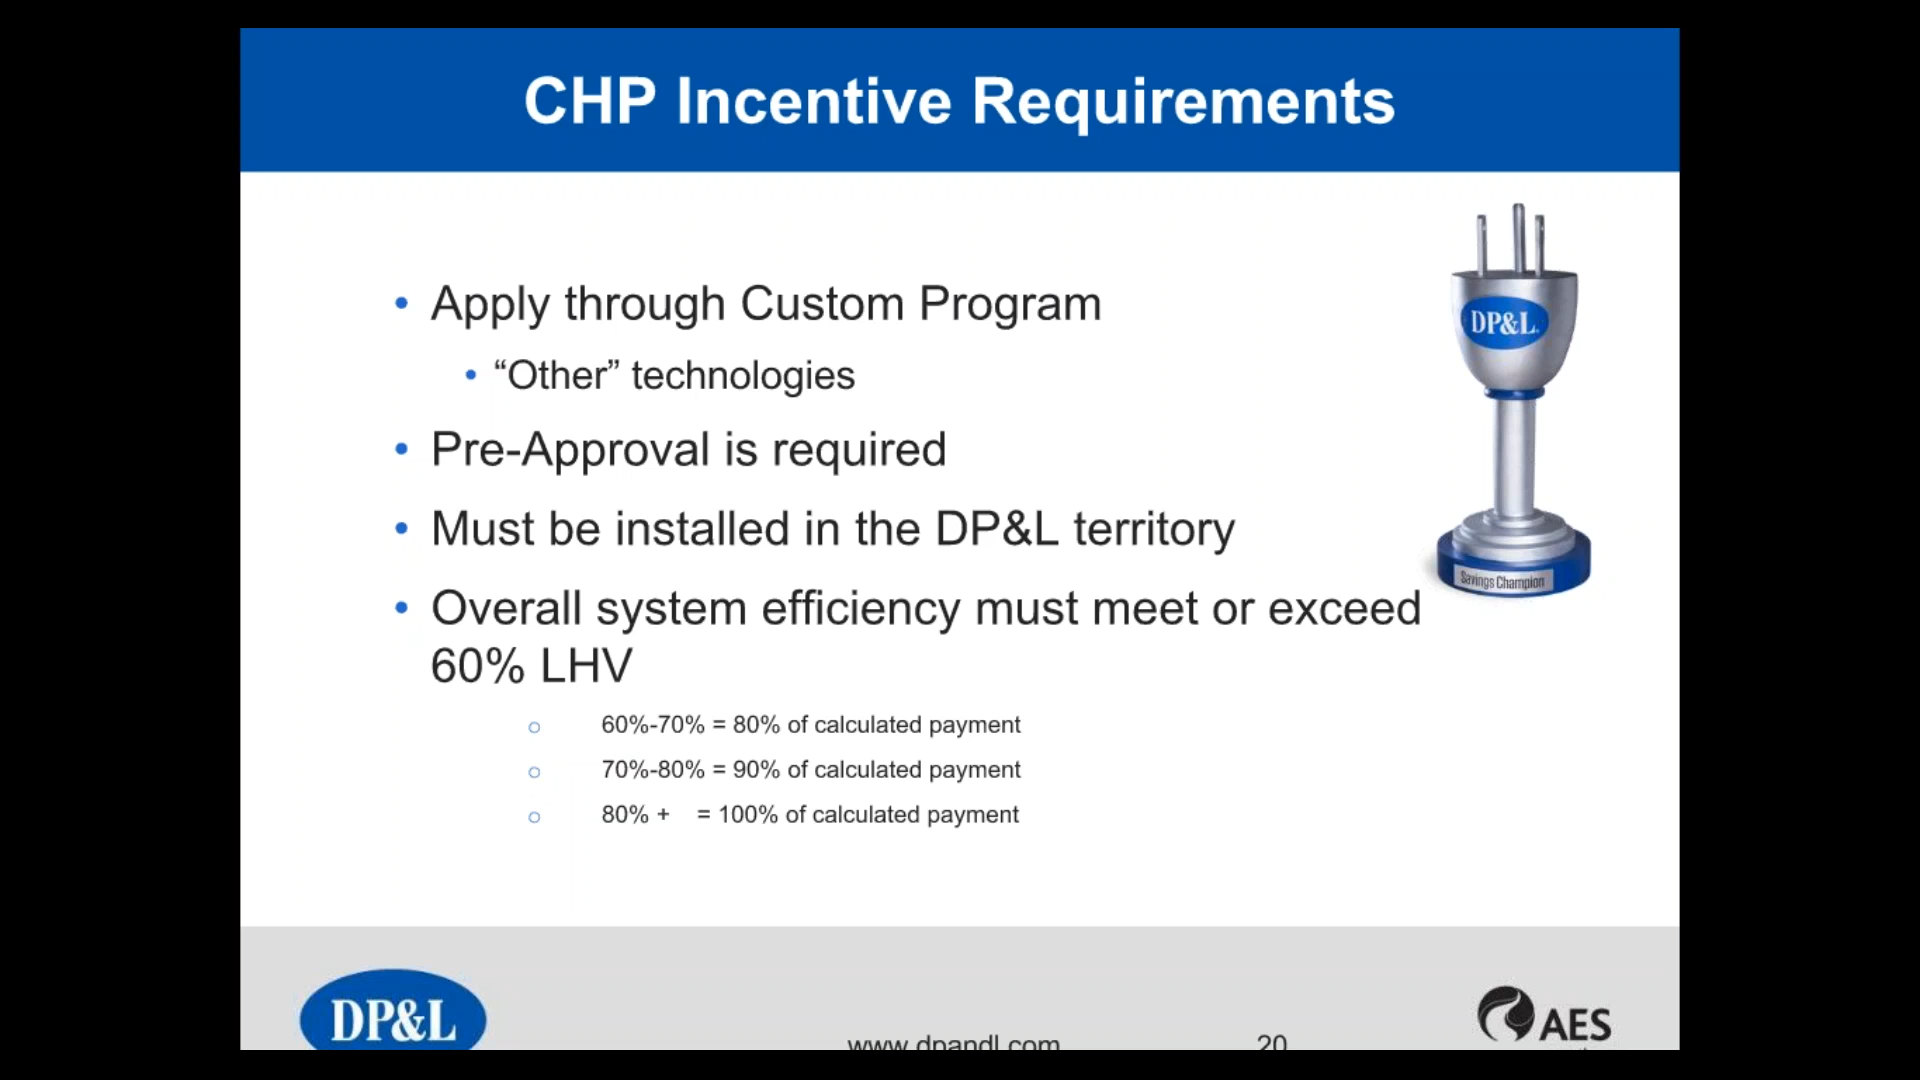 CHP Incentive Requirements
• Apply through Custom Program
• “Other” technologies
• Pre-Approval is required
• Must be installed in the DP&L territory
• Overall system efficiency must meet or exceed
60% LHV
○ 60%-70% = 80% of calculated payment
○ 70%-80% = 90% of calculated payment
○ 80% + = 100% of calculated payment
DP&L.
Savings Champion
DP&L
www.dpandl.com
20
AES